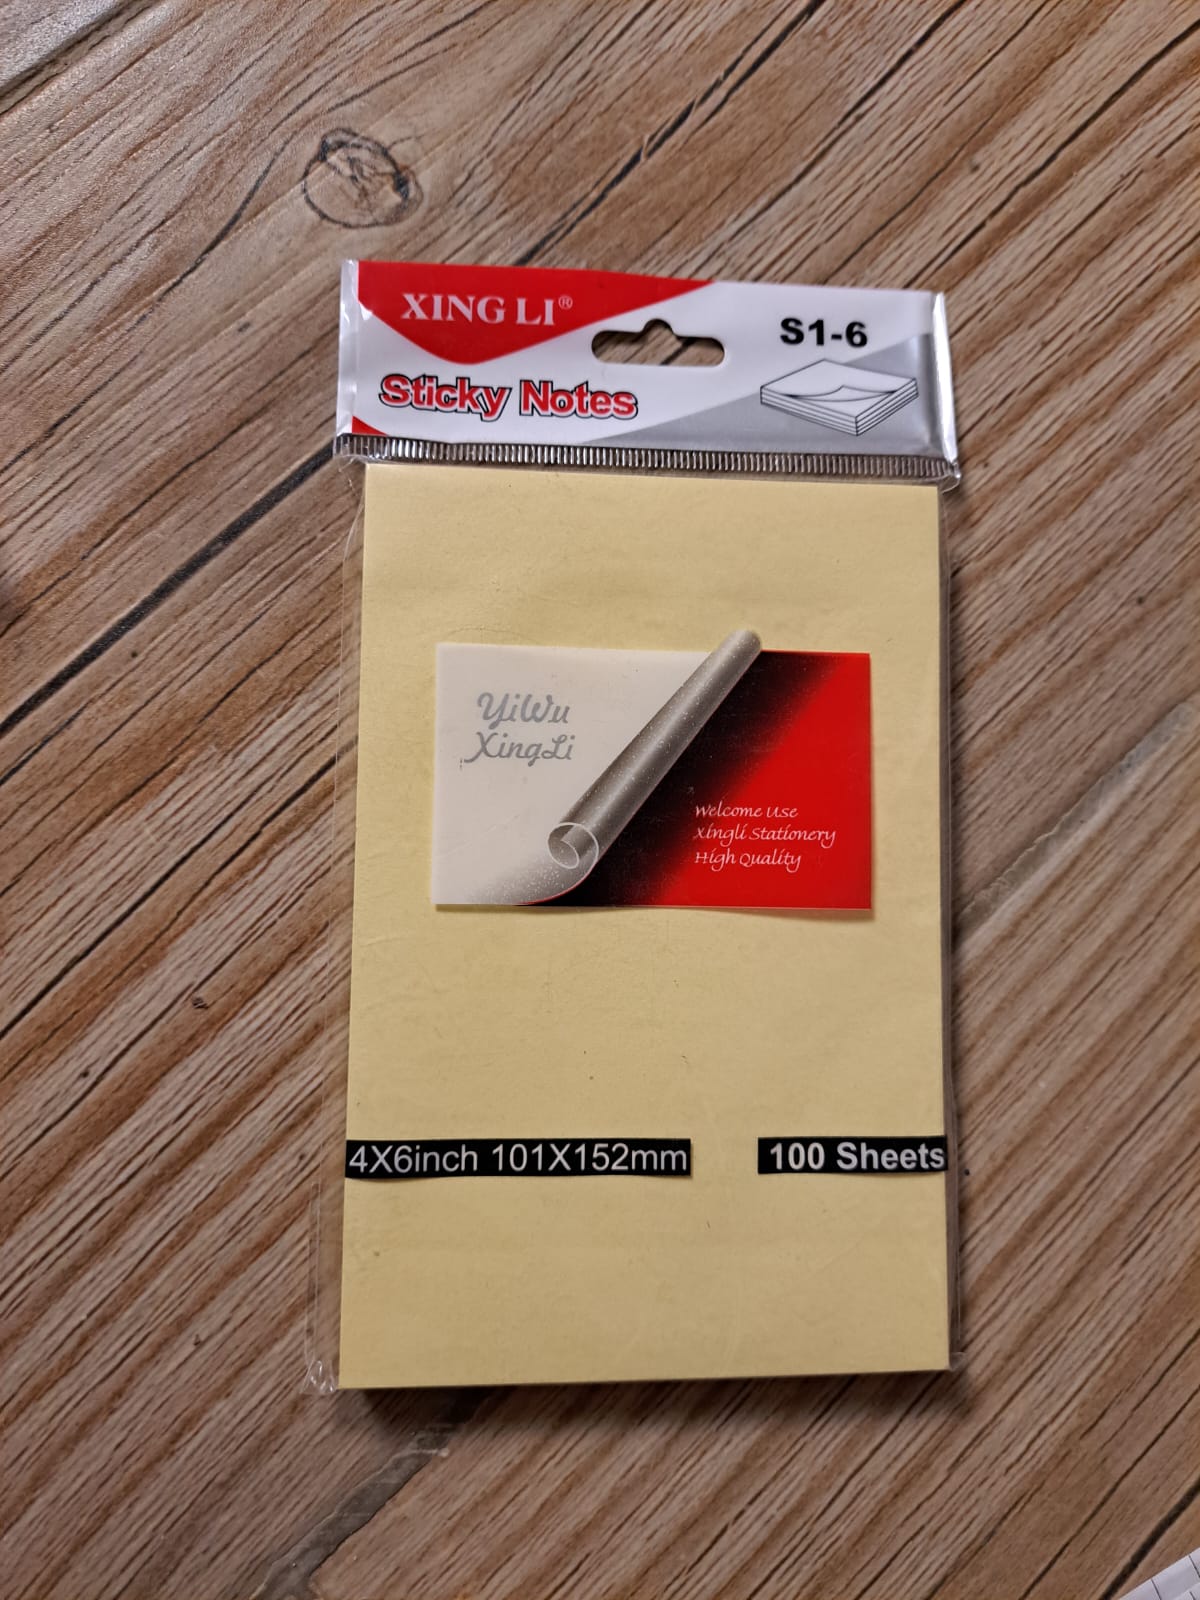 XING LI®
S1-6
Sticky Notes
YiWu
XingLi
Welcome Use
Xingli Stationery
High Quality
4X6inch 101X152mm
100 Sheets